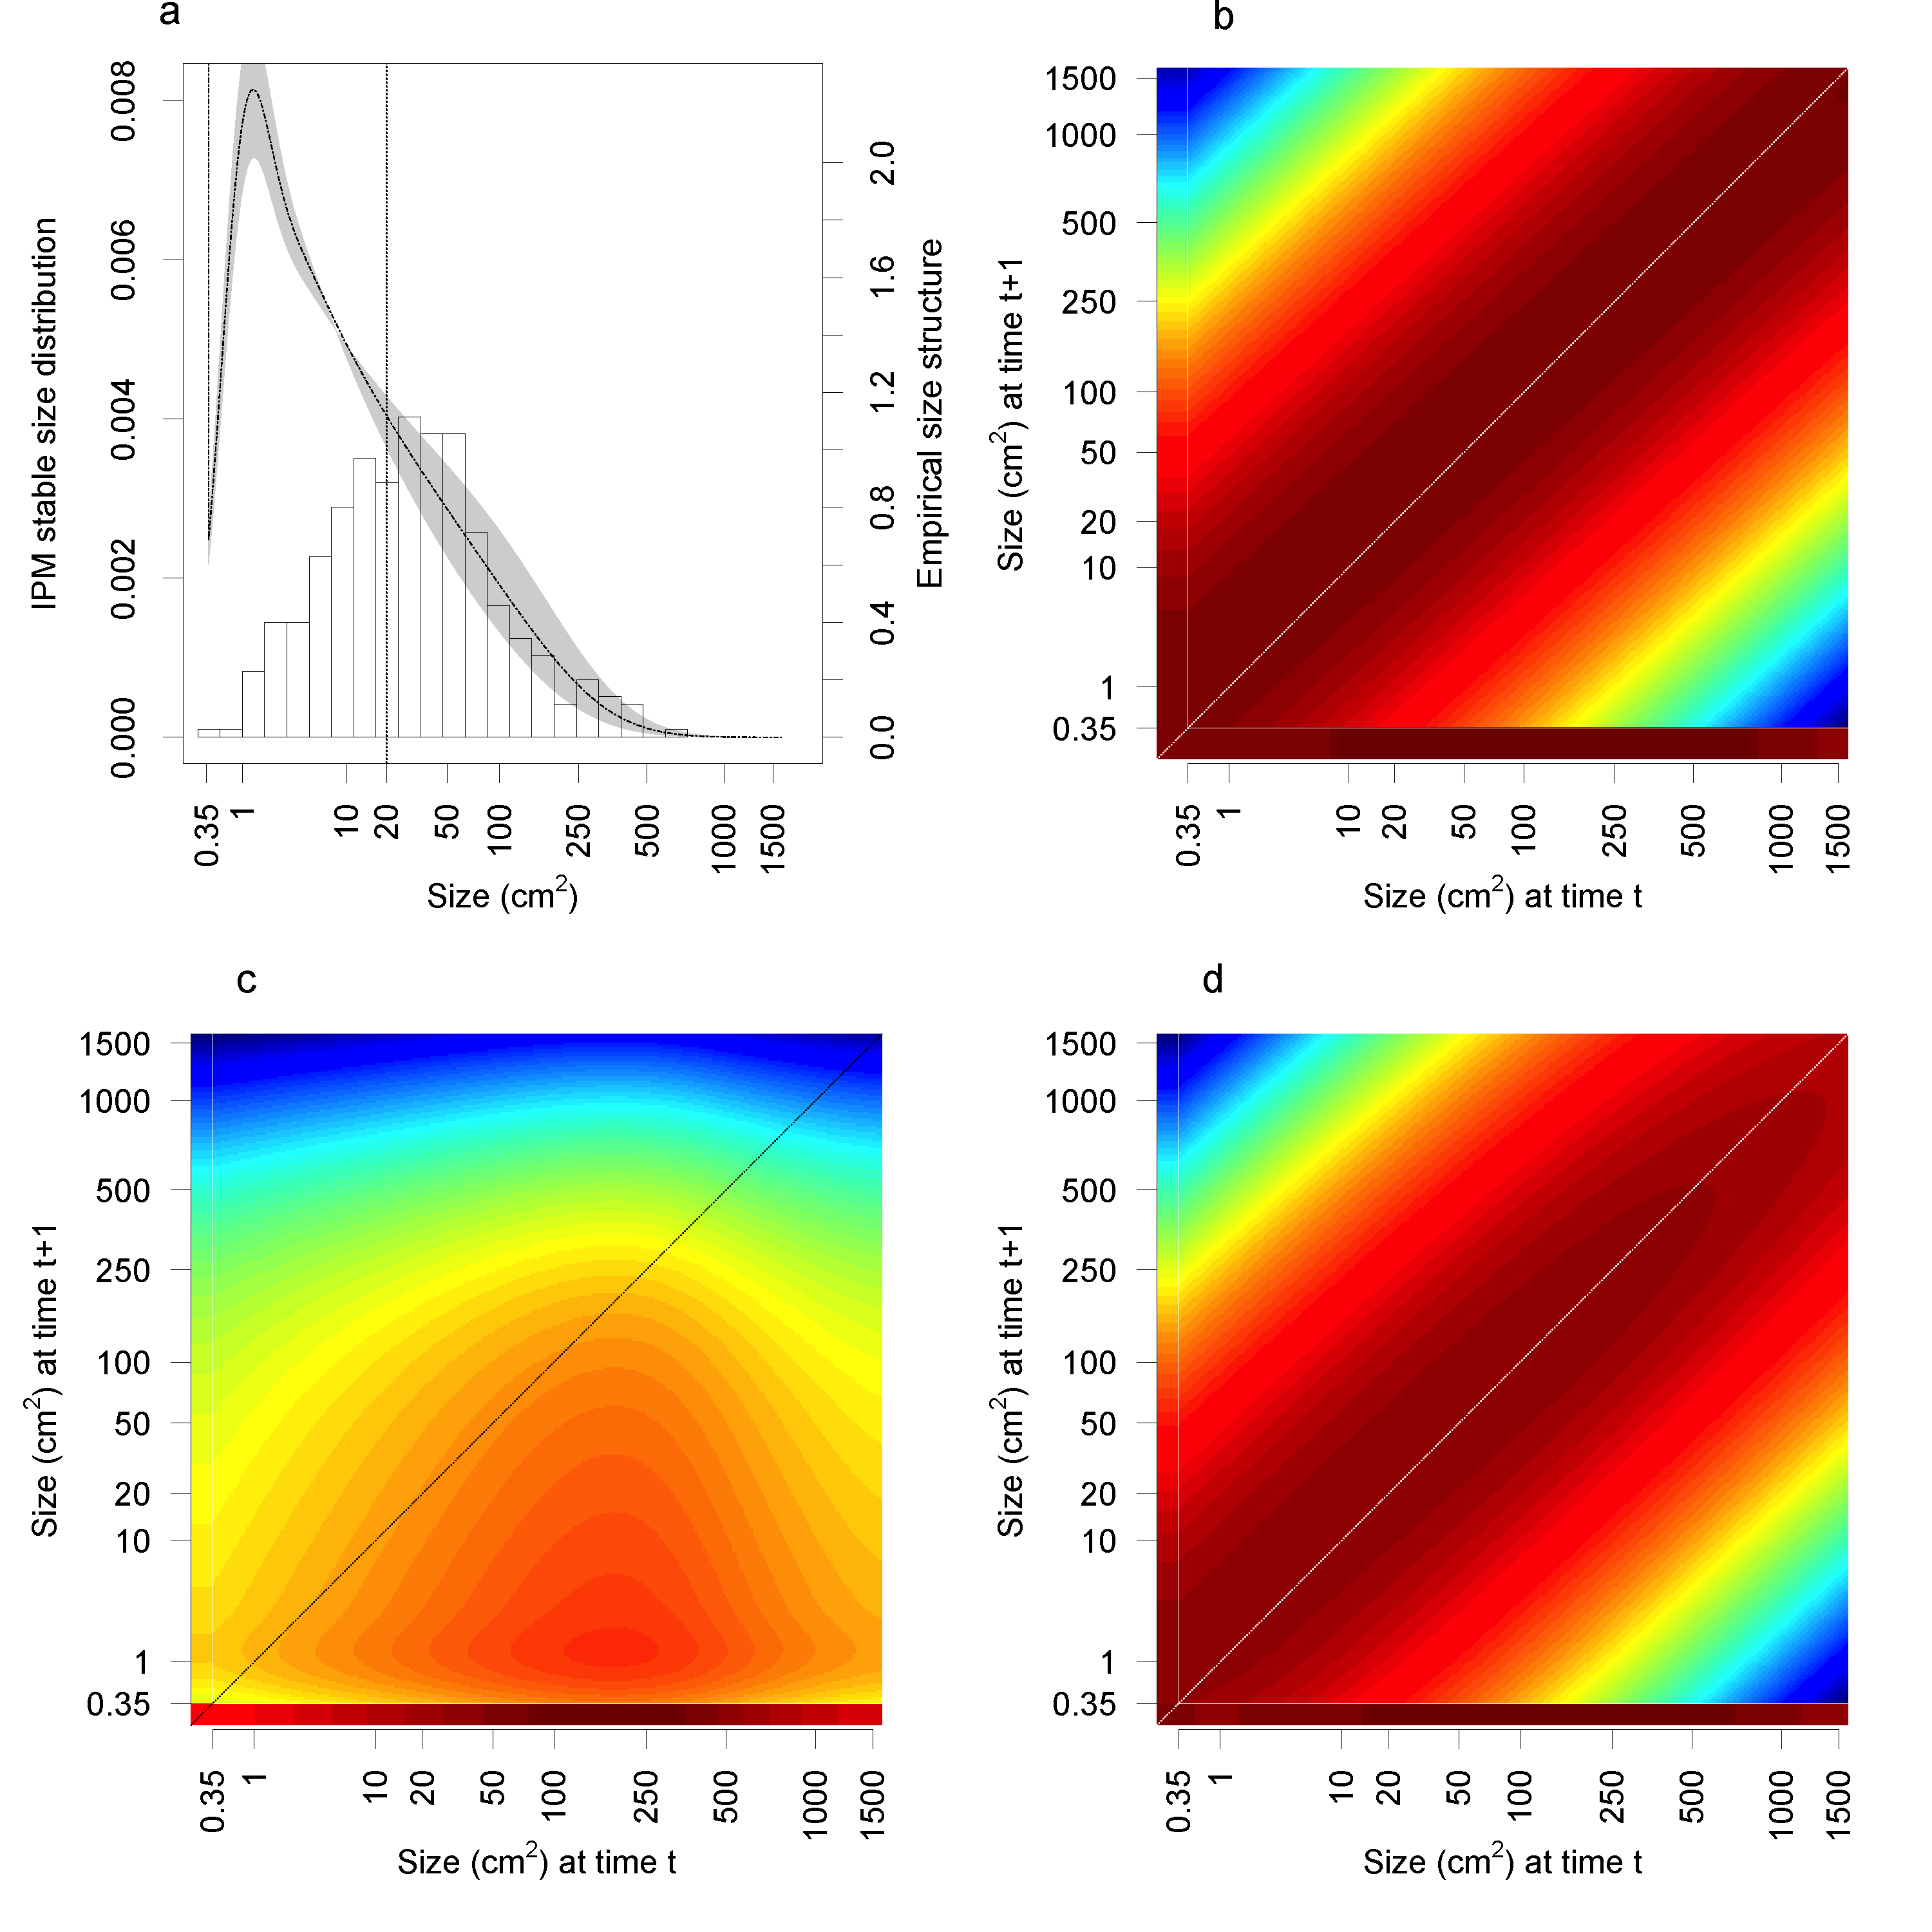 a
IPM stable size distribution
0.008
0.006
0.004
0.002
0.000
2.0
1.6
1.2
0.8
0.4
0.0
Empirical size structure
0.35 1 10 20 50 100 250 500 1000 1500
Size (cm²)
b
Size (cm²) at time t+1
1500
1000
500
250
100
50
20
10
1
0.35
0.35 1 10 20 50 100 250 500 1000 1500
Size (cm²) at time t
c
Size (cm²) at time t+1
1500
1000
500
250
100
50
20
10
1
0.35
0.35 1 10 20 50 100 250 500 1000 1500
Size (cm²) at time t
d
Size (cm²) at time t+1
1500
1000
500
250
100
50
20
10
1
0.35
0.35 1 10 20 50 100 250 500 1000 1500
Size (cm²) at time t